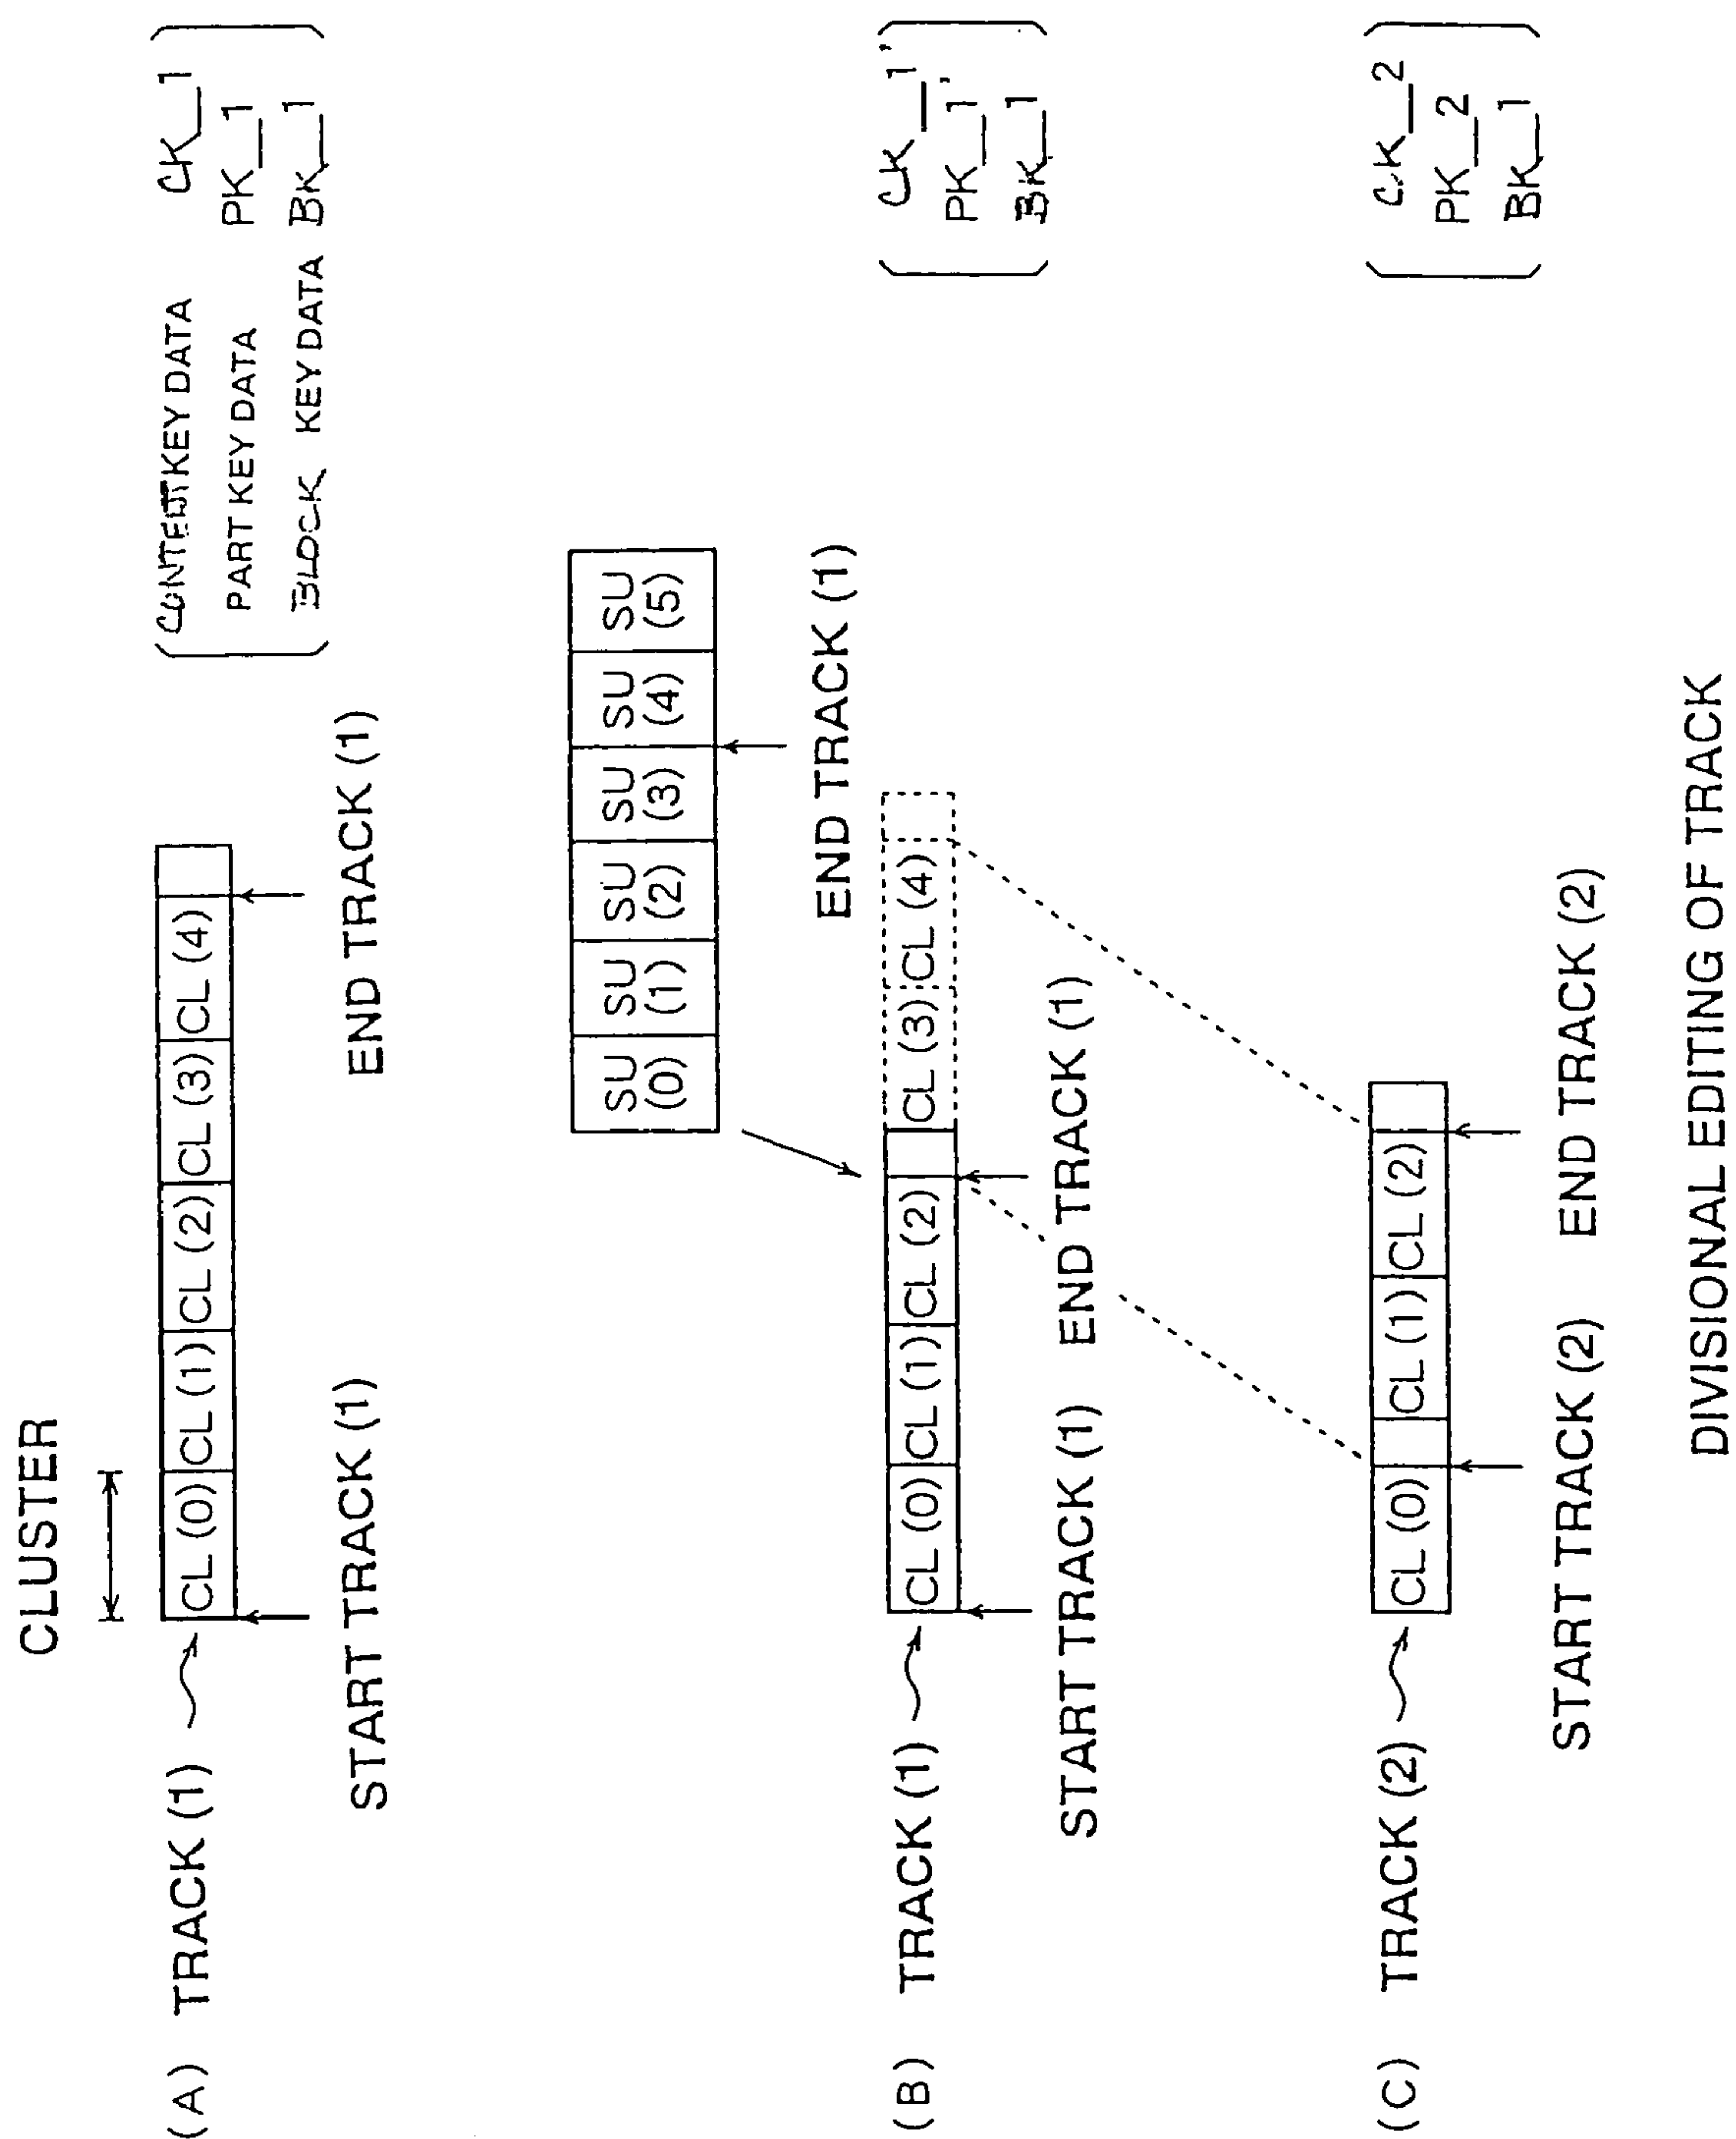 CLUSTER
(A) TRACK (1)
CL (0) CL (1) CL (2) CL (3) CL (4)
START TRACK (1) END TRACK (1)
CONTENT KEY DATA CK_1
PART KEY DATA PK_1
BLOCK KEY DATA BK_1
SU (0) SU (1) SU (2) SU (3) SU (4) SU (5)
END TRACK (1)
(B) TRACK (1)
CL (0) CL (1) CL (2) CL (3) CL (4)
START TRACK (1) END TRACK (1)
CK_1'
PK_1'
BK_1
(C) TRACK (2)
CL (0) CL (1) CL (2)
START TRACK (2) END TRACK (2)
CK_2
PK_2
BK_1
DIVISIONAL EDITING OF TRACK